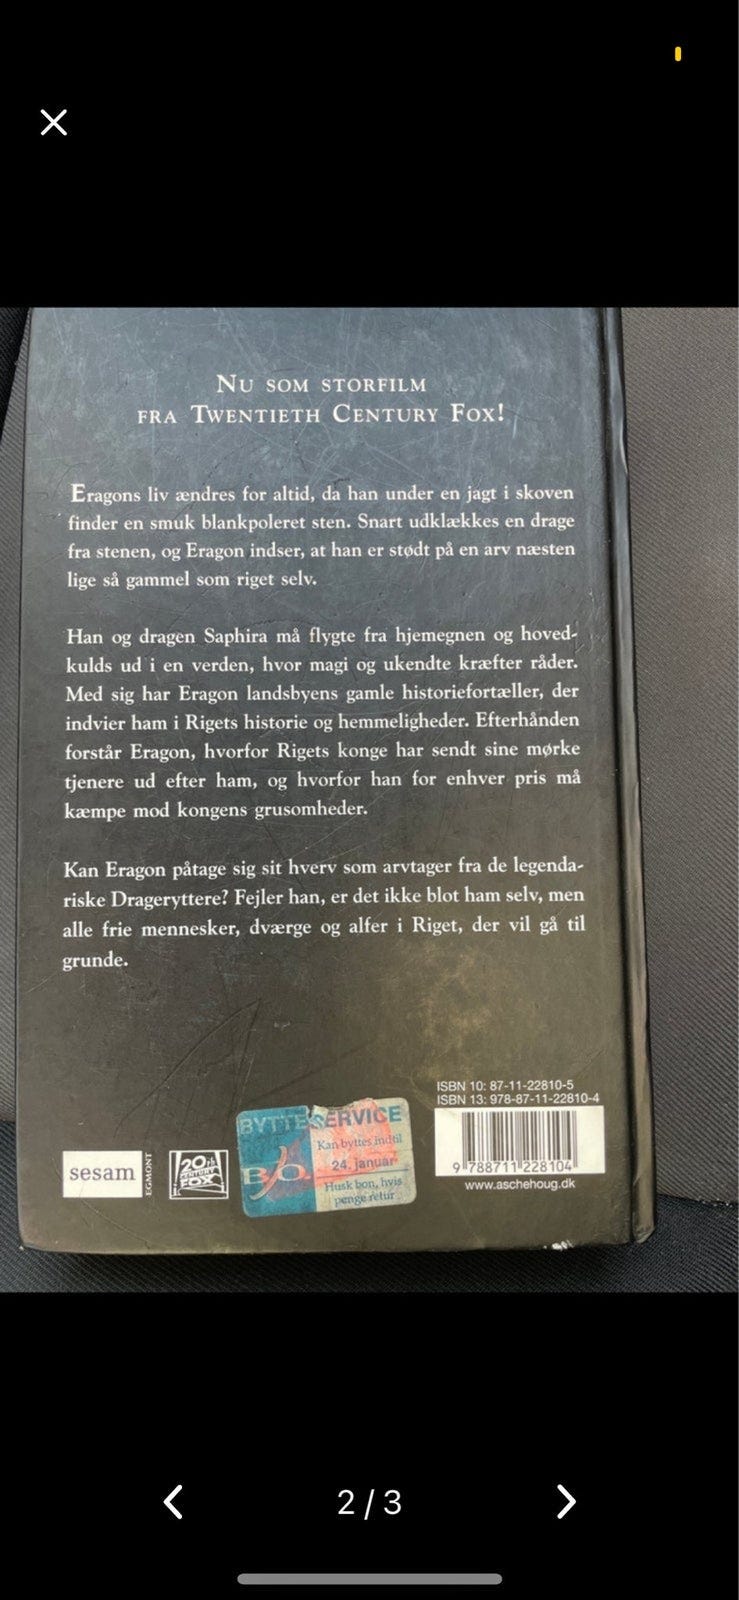 NU SOM STORFILM
FRA TWENTIETH CENTURY FOX!
Eragons liv ændres for altid, da han under en jagt i skoven
finder en smuk blankpoleret sten. Snart udklækkes en drage
fra stenen, og Eragon indser, at han er stødt på en arv næsten
lige så gammel som riget selv.
Han og dragen Saphira må flygte fra hjemegnen og hoved-
kulds ud i en verden, hvor magi og ukendte kræfter råder.
Med sig har Eragon landsbyens gamle historiefortæller, der
indvier ham i Rigets historie og hemmeligheder. Efterhånden
forstår Eragon, hvorfor Rigets konge har sendt sine mørke
tjenere ud efter ham, og hvorfor han for enhver pris må
kæmpe mod kongens grusomheder.
Kan Eragon påtage sig sit hverv som arvtager fra de legenda-
riske Drageryttere? Fejler han, er det ikke blot ham selv, men
alle frie mennesker, dværge og alfer i Riget, der vil gå til
grunde.
ISBN 10: 87-11-22810-5
ISBN 13: 978-87-11-22810-4
9 788711 228104
www.aschehoug.dk
BYTTESERVICE
Kan byttes indtil
24. januar
Husk bon, hvis
penge retur
B/O.
sesam
EGMONT
20TH
CENTURY
FOX
2/3